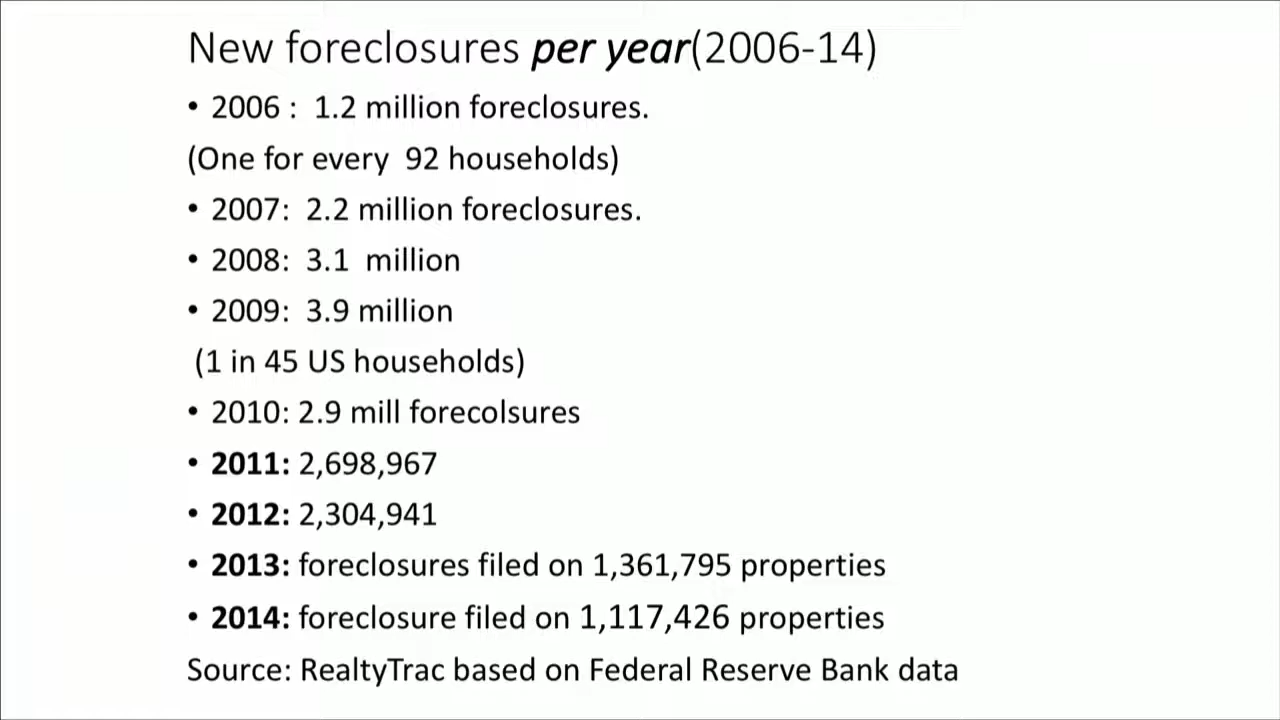 New foreclosures per year(2006-14)
• 2006 : 1.2 million foreclosures.
(One for every 92 households)
• 2007: 2.2 million foreclosures.
• 2008: 3.1 million
• 2009: 3.9 million
(1 in 45 US households)
• 2010: 2.9 mill forecolsures
• 2011: 2,698,967
• 2012: 2,304,941
• 2013: foreclosures filed on 1,361,795 properties
• 2014: foreclosure filed on 1,117,426 properties
Source: RealtyTrac based on Federal Reserve Bank data